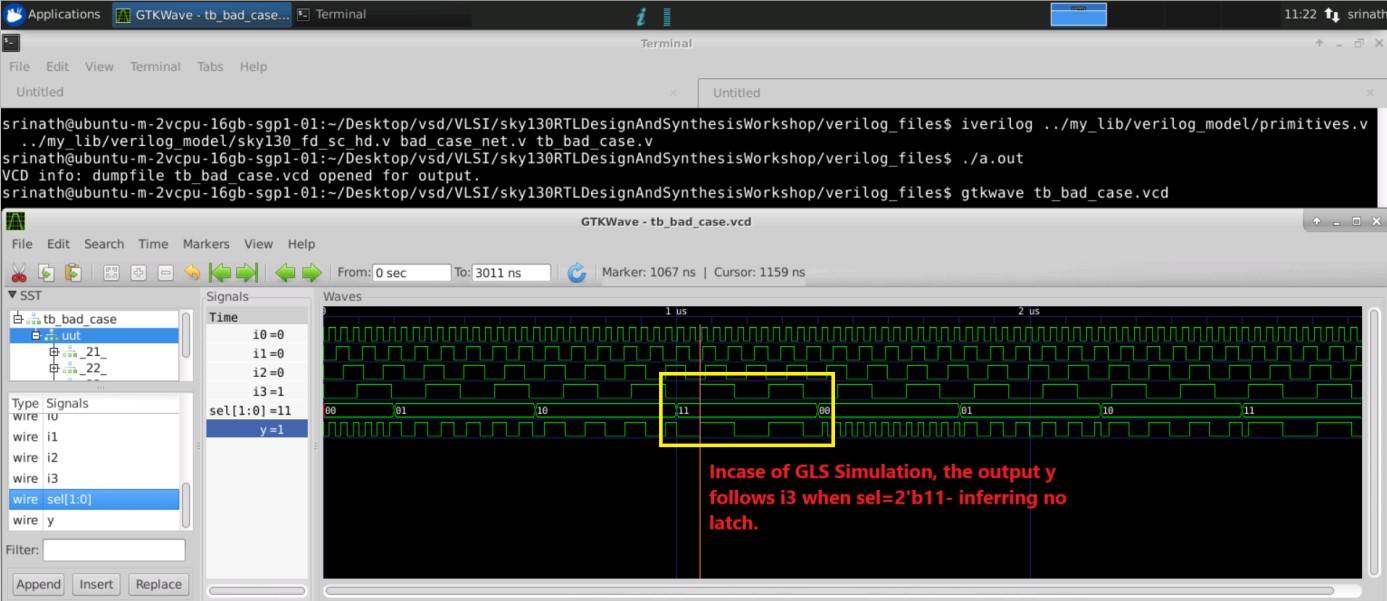 Applications GTKWave - tb_bad_case... Terminal 11:22 srinath
Terminal
File Edit View Terminal Tabs Help
Untitled Untitled
srinath@ubuntu-m-2vcpu-16gb-sgp1-01:~/Desktop/vsd/VLSI/sky130RTLDesignAndSynthesisWorkshop/verilog_files$ iverilog ../my_lib/verilog_model/primitives.v
../my_lib/verilog_model/sky130_fd_sc_hd.v bad_case_net.v tb_bad_case.v
srinath@ubuntu-m-2vcpu-16gb-sgp1-01:~/Desktop/vsd/VLSI/sky130RTLDesignAndSynthesisWorkshop/verilog_files$ ./a.out
VCD info: dumpfile tb_bad_case.vcd opened for output.
srinath@ubuntu-m-2vcpu-16gb-sgp1-01:~/Desktop/vsd/VLSI/sky130RTLDesignAndSynthesisWorkshop/verilog_files$ gtkwave tb_bad_case.vcd
GTKWave - tb_bad_case.vcd
File Edit Search Time Markers View Help
From: 0 sec To: 3011 ns Marker: 1067 ns | Cursor: 1159 ns
SST
tb_bad_case
uut
_21_
_22_
Type Signals
wire i0
wire i1
wire i2
wire i3
wire sel[1:0]
wire y
Filter:
Append Insert Replace
Signals
Time
i0 =0
i1 =0
i2 =0
i3 =1
sel[1:0] =11
y =1
Waves
1 us 2 us
00 01 10 11 00 01 10 11
Incase of GLS Simulation, the output y
follows i3 when sel=2'b11- inferring no
latch.